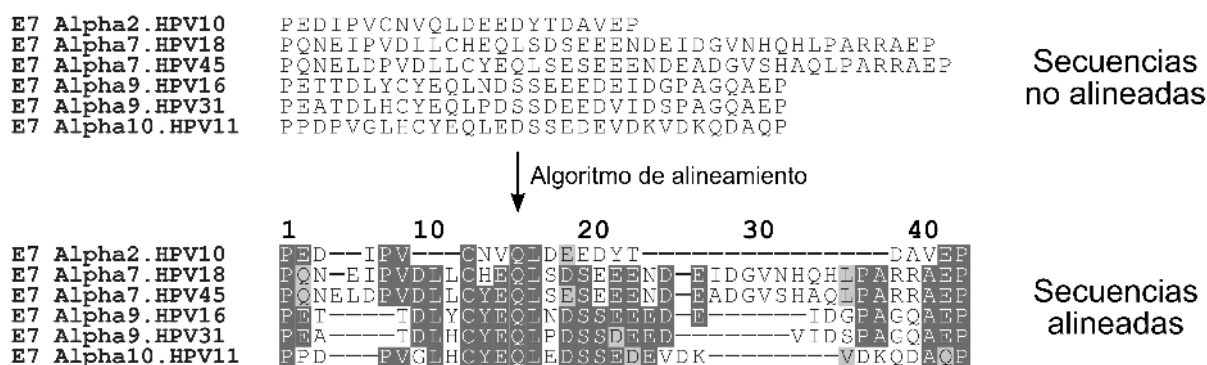 E7 Alpha2.HPV10 PEDIPVCNVQLDEEDYTDAVEP
E7 Alpha7.HPV18 PQNEIPVDLLCHEQLSDSEEENDEIDGVNHQHLPARRAEP
E7 Alpha7.HPV45 PQNELDPVDLLCYEQLSESEEENDEADGVSHAQLPARRAEP
E7 Alpha9.HPV16 PETTDLYCYEQLNDSSEEEDEIDGPAGQAEP
E7 Alpha9.HPV31 PEATDLHCYEQLPDSSDEEDVIDSPAGQAEP
E7 Alpha10.HPV11 PPDPVGLHCYEQLEDSSEDEVDKVDKQDAQP
Secuencias
no alineadas
Algoritmo de alineamiento
1 10 20 30 40
E7 Alpha2.HPV10 PED--IPV---CNVQLDEEDYT---------------DAVEP
E7 Alpha7.HPV18 PQN-EIPVDLLCHEQLSDSEEEND-EIDGVNHQHLPARRAEP
E7 Alpha7.HPV45 PQNELDPVDLLCYEQLSESEEEND-EADGVSHAQLPARRAEP
E7 Alpha9.HPV16 PET----TDLYCYEQLNDSSEEED-E------IDGPAGQAEP
E7 Alpha9.HPV31 PEA----TDLHCYEQLPDSSDEED-------VIDSPAGQAEP
E7 Alpha10.HPV11 PPD---PVGLHCYEQLEDSSEDEVDK--------VDKQDAQP
Secuencias
alineadas